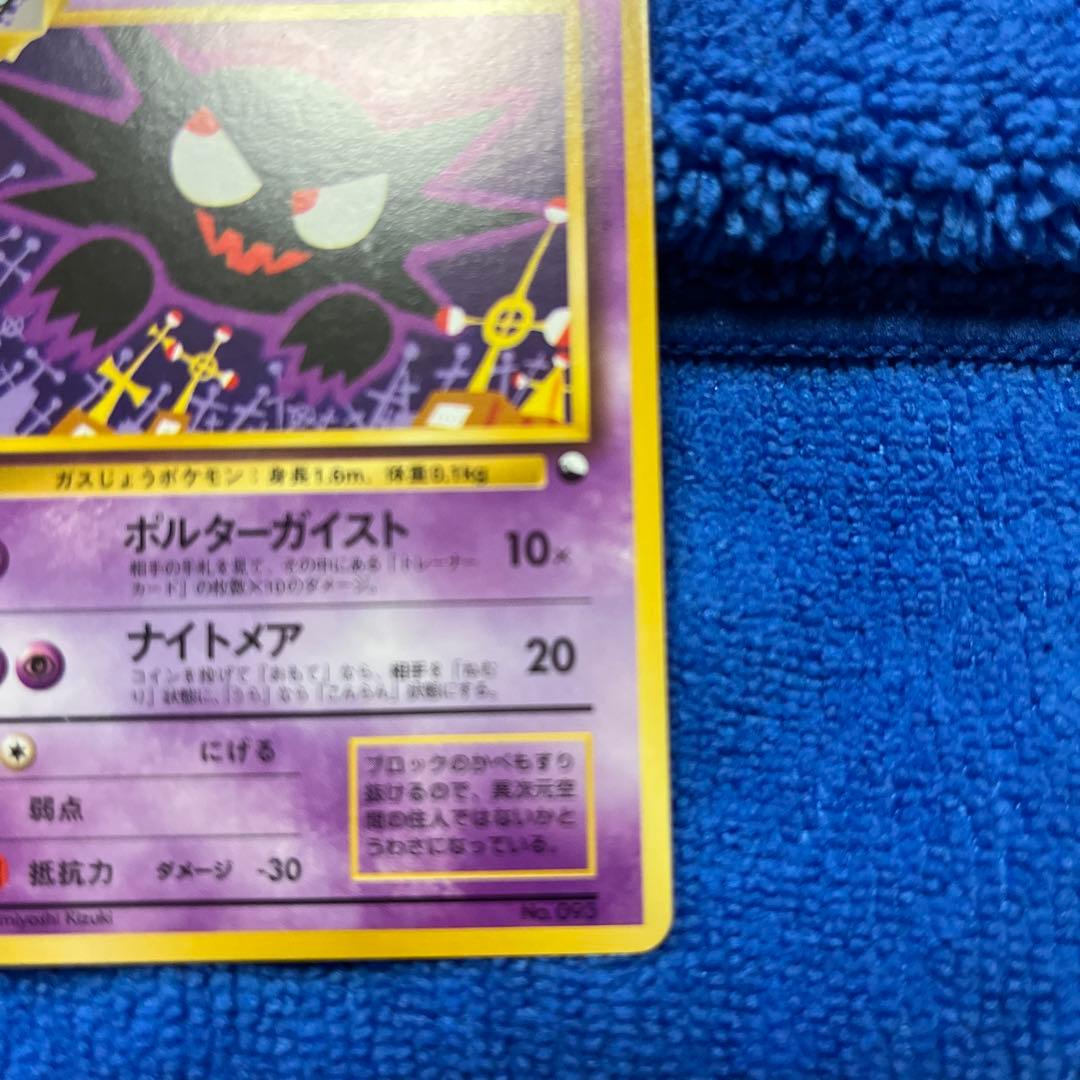 ガスじょうポケモン：身長1.6m、体重0.1kg
ポルターガイスト 10×
相手の手札を見て、その中にある「トレーナー
カード」の枚数×10のダメージ。
ナイトメア 20
コインを投げて「おもて」なら、相手を「ねむ
り」状態に、「うら」なら「こんらん」状態にする。
にげる
弱点
抵抗力 ダメージ -30
ブロックのかべもすり
抜けるので、異次元空
間の住人ではないかと
うわさになっている。
miyoshi Kizuki No.093